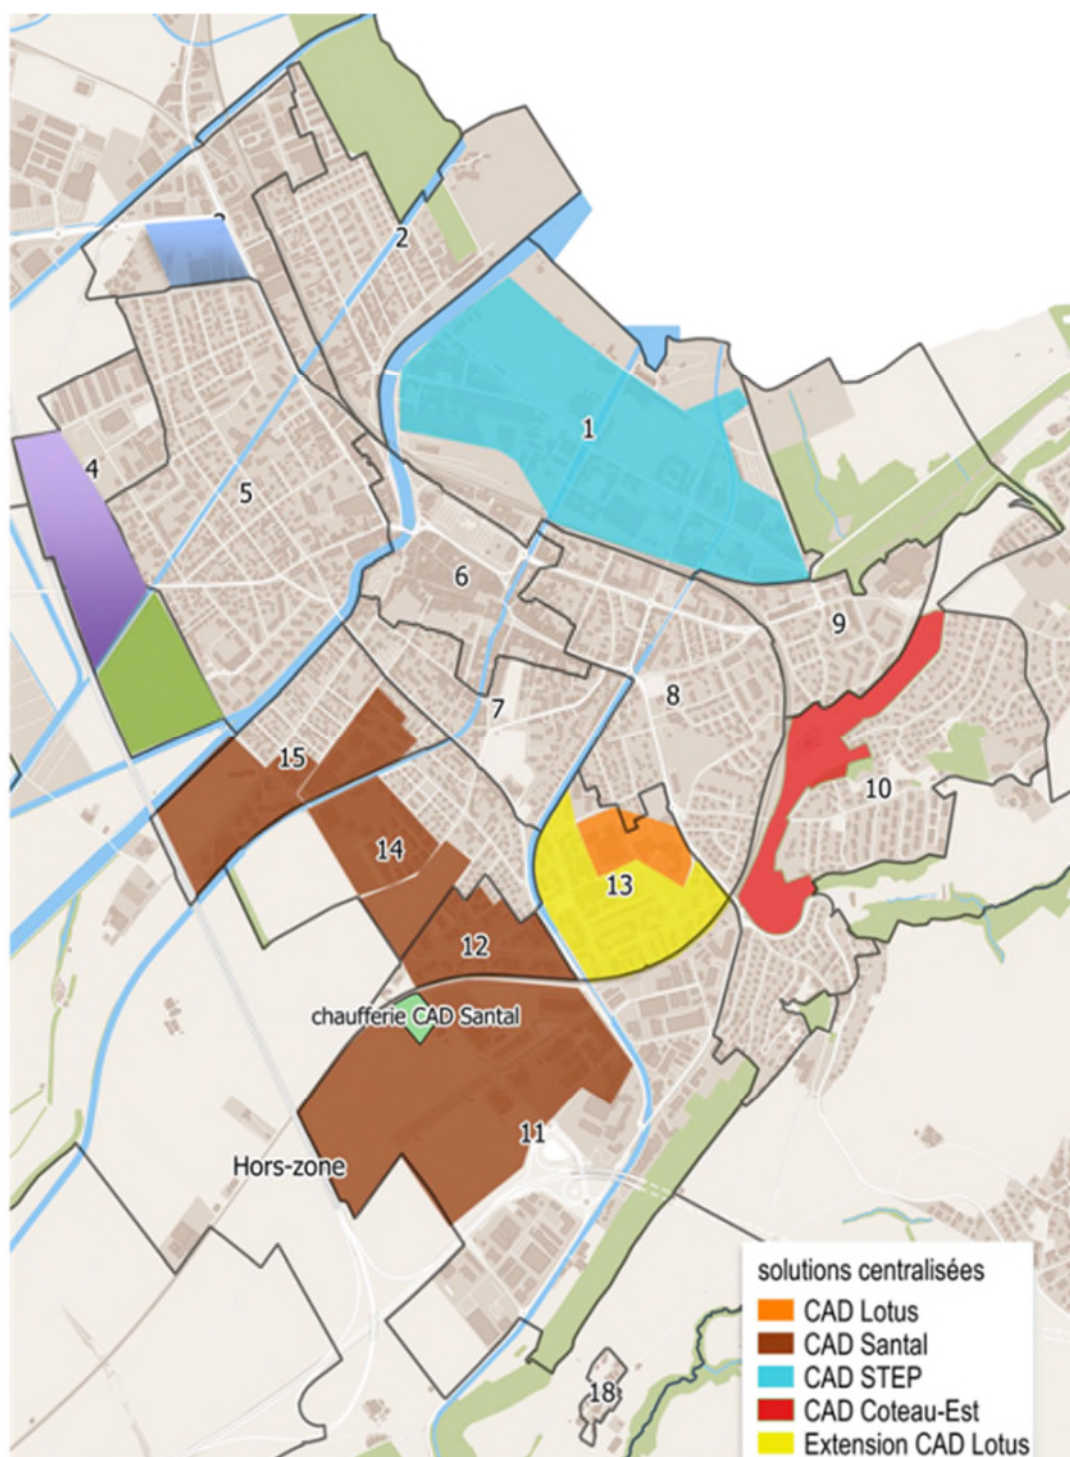 2
4
5
1
6
9
8
7
15
10
14
13
12
chaufferie CAD Santal
11
Hors-zone
18
solutions centralisées
CAD Lotus
CAD Santal
CAD STEP
CAD Coteau-Est
Extension CAD Lotus